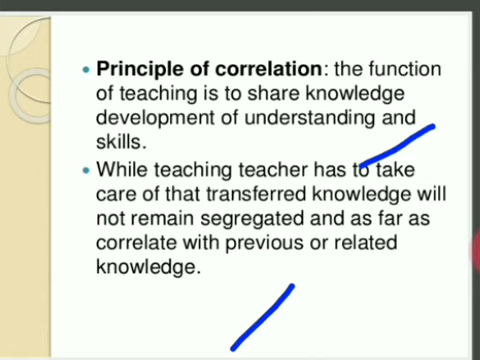 • Principle of correlation: the function
of teaching is to share knowledge
development of understanding and
skills.
• While teaching teacher has to take
care of that transferred knowledge will
not remain segregated and as far as
correlate with previous or related
knowledge.